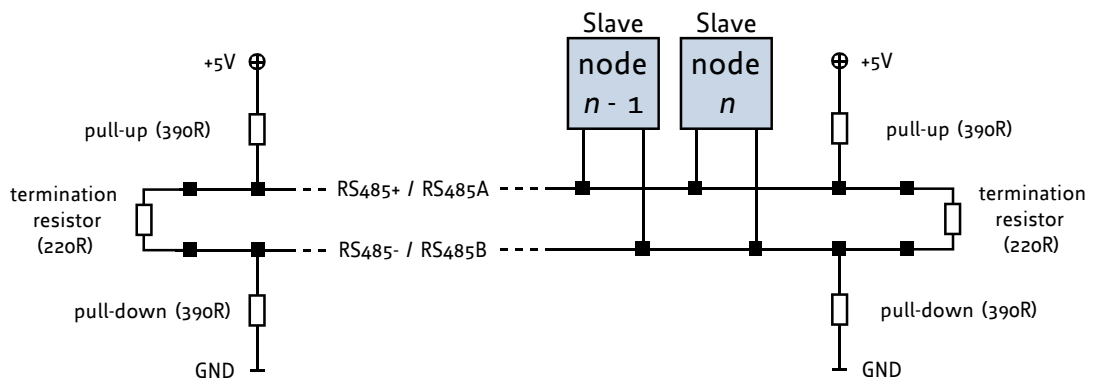 Slave
Slave
node
n - 1
node
n
+5V
+5V
pull-up (390R)
pull-up (390R)
termination
resistor
(220R)
RS485+ / RS485A
termination
resistor
(220R)
RS485- / RS485B
pull-down (390R)
pull-down (390R)
GND
GND